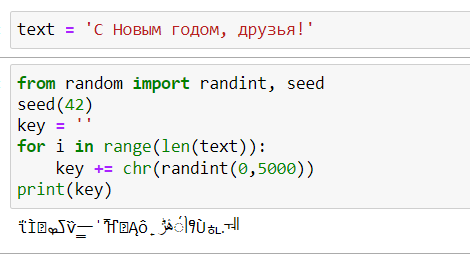 text = 'С Новым годом, друзья!'
from random import randint, seed
seed(42)
key = ''
for i in range(len(text)):
    key += chr(randint(0,5000))
print(key)